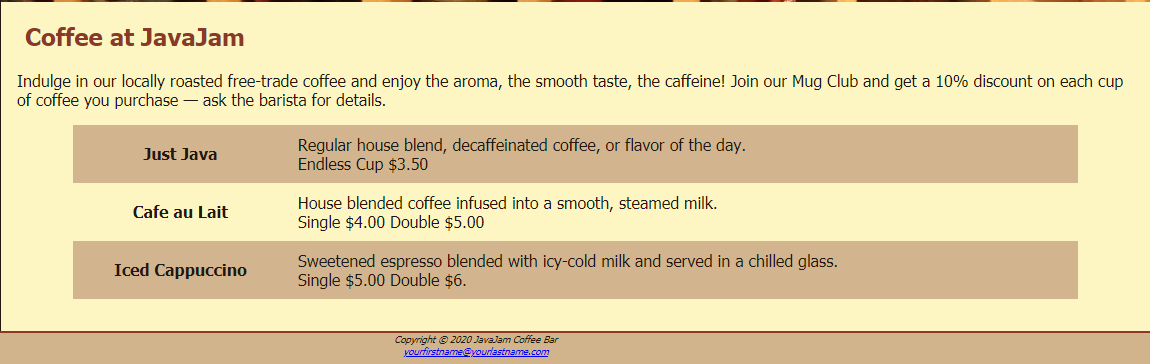 Coffee at JavaJam
Indulge in our locally roasted free-trade coffee and enjoy the aroma, the smooth taste, the caffeine! Join our Mug Club and get a 10% discount on each cup
of coffee you purchase — ask the barista for details.
Just Java
Regular house blend, decaffeinated coffee, or flavor of the day.
Endless Cup $3.50
Cafe au Lait
House blended coffee infused into a smooth, steamed milk.
Single $4.00 Double $5.00
Iced Cappuccino
Sweetened espresso blended with icy-cold milk and served in a chilled glass.
Single $5.00 Double $6.
Copyright © 2020 JavaJam Coffee Bar
yourfirstname@yourlastname.com